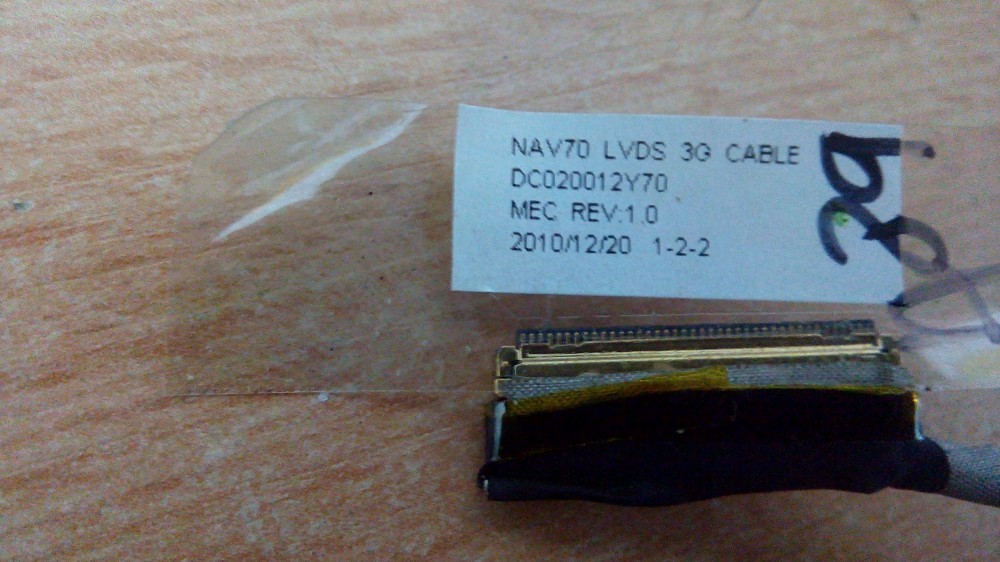 NAV70 LVDS 3G CABLE
DC020012Y70
MEC REV:1.0
2010/12/20 1-2-2